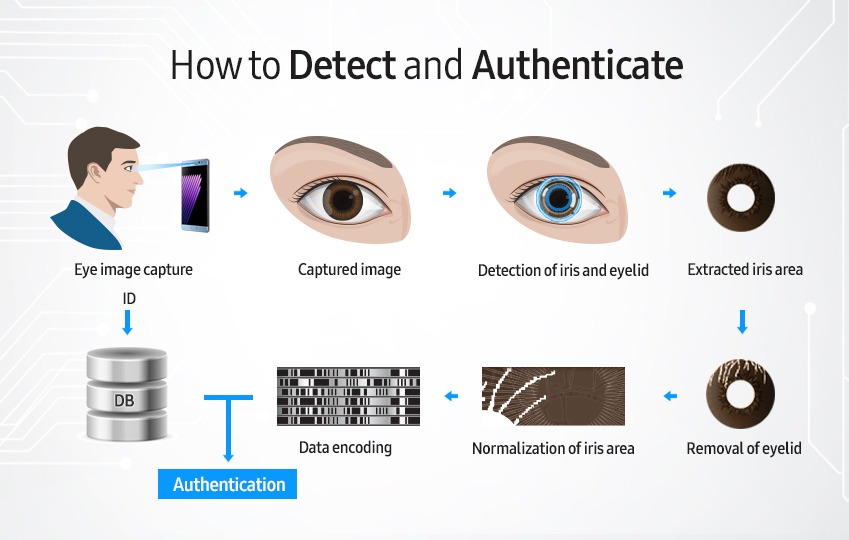 How to Detect and Authenticate
Eye image capture
Captured image
Detection of iris and eyelid
Extracted iris area
ID
DB
Data encoding
Normalization of iris area
Removal of eyelid
Authentication